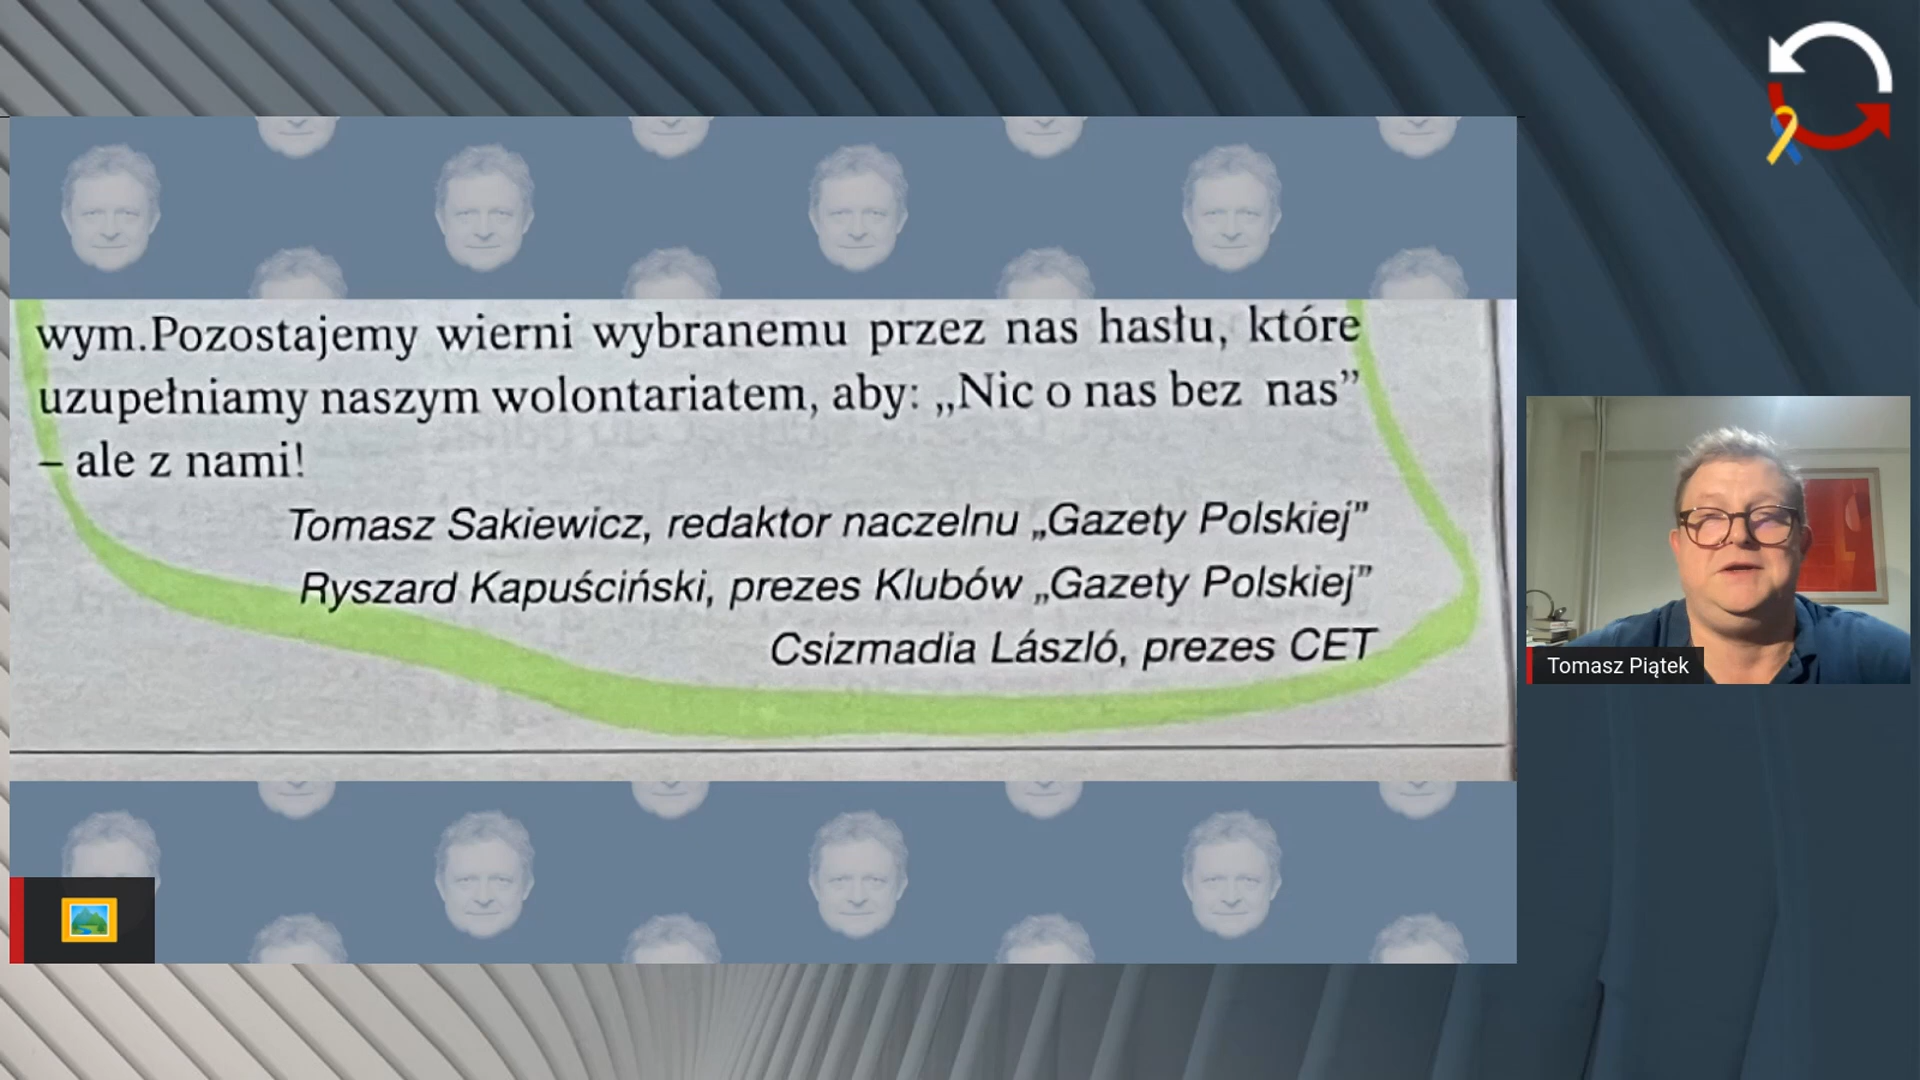 wym.Pozostajemy wierni wybranemu przez nas hasłu, które
uzupełniamy naszym wolontariatem, aby: „Nic o nas bez nas”
– ale z nami!
Tomasz Sakiewicz, redaktor naczelnu „Gazety Polskiej”
Ryszard Kapuściński, prezes Klubów „Gazety Polskiej”
Csizmadia László, prezes CET
Tomasz Piątek